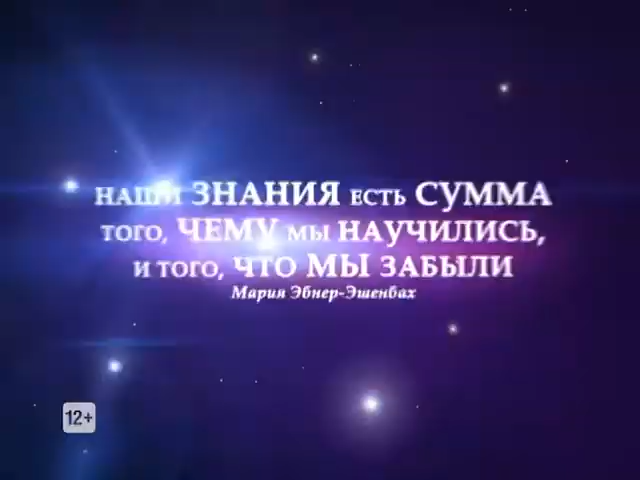 НАШИ ЗНАНИЯ ЕСТЬ СУММА
ТОГО, ЧЕМУ МЫ НАУЧИЛИСЬ,
И ТОГО, ЧТО МЫ ЗАБЫЛИ
Мария Эбнер-Эшенбах
12+